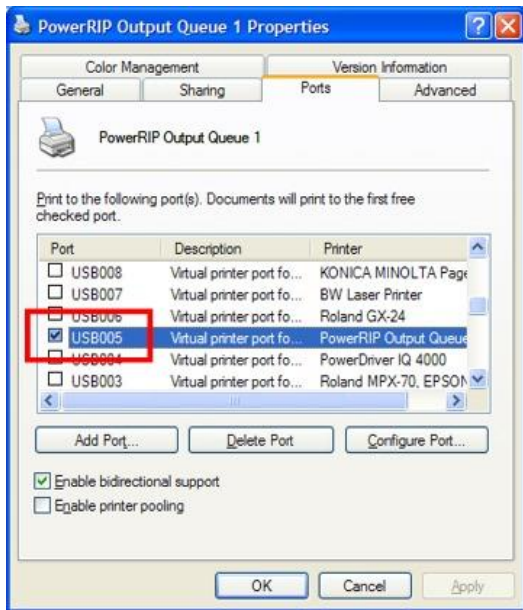 PowerRIP Output Queue 1 Properties
Color Management Version Information
General Sharing Ports Advanced
PowerRIP Output Queue 1
Print to the following port(s). Documents will print to the first free
checked port.
Port Description Printer
USB008 Virtual printer port fo... KONICA MINOLTA Page
USB007 Virtual printer port fo... BW Laser Printer
USB006 Virtual printer port fo... Roland GX-24
USB005 Virtual printer port fo... PowerRIP Output Queue
USB004 Virtual printer port fo... PowerDriver IQ 4000
USB003 Virtual printer port fo... Roland MPX-70, EPSON
Add Port... Delete Port Configure Port...
Enable bidirectional support
Enable printer pooling
OK Cancel Apply